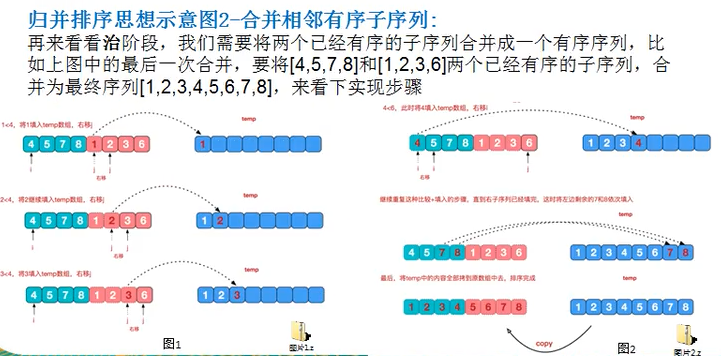 归并排序思想示意图2-合并相邻有序子序列:
再来看看治阶段，我们需要将两个已经有序的子序列合并成一个有序序列，比
如上图中的最后一次合并，要将[4,5,7,8]和[1,2,3,6]两个已经有序的子序列，合
并为最终序列[1,2,3,4,5,6,7,8]，来看下实现步骤
1<4，将1填入temp数组，右移j
temp
4 5 7 8 1 2 3 6
1
i
j
右移
2<4，将2继续填入temp数组，右移j
temp
4 5 7 8 1 2 3 6
1 2
i
j
右移
3<4，将3填入temp数组，右移j
temp
4 5 7 8 1 2 3 6
1 2 3
i
j
右移
图1
图片1.z
4<6，此时将4填入temp数组，右移i
temp
4 5 7 8 1 2 3 6
1 2 3 4
i
右移
j
继续重复这种比较+填入的步骤，直到右子序列已经填完，这时将左边剩余的7和8依次填入
temp
4 5 7 8 1 2 3 6
1 2 3 4 5 6 7 8
最后，将temp中的内容全部拷到原数组中去，排序完成
temp
1 2 3 4 5 6 7 8
1 2 3 4 5 6 7 8
copy
图2
图片2.z